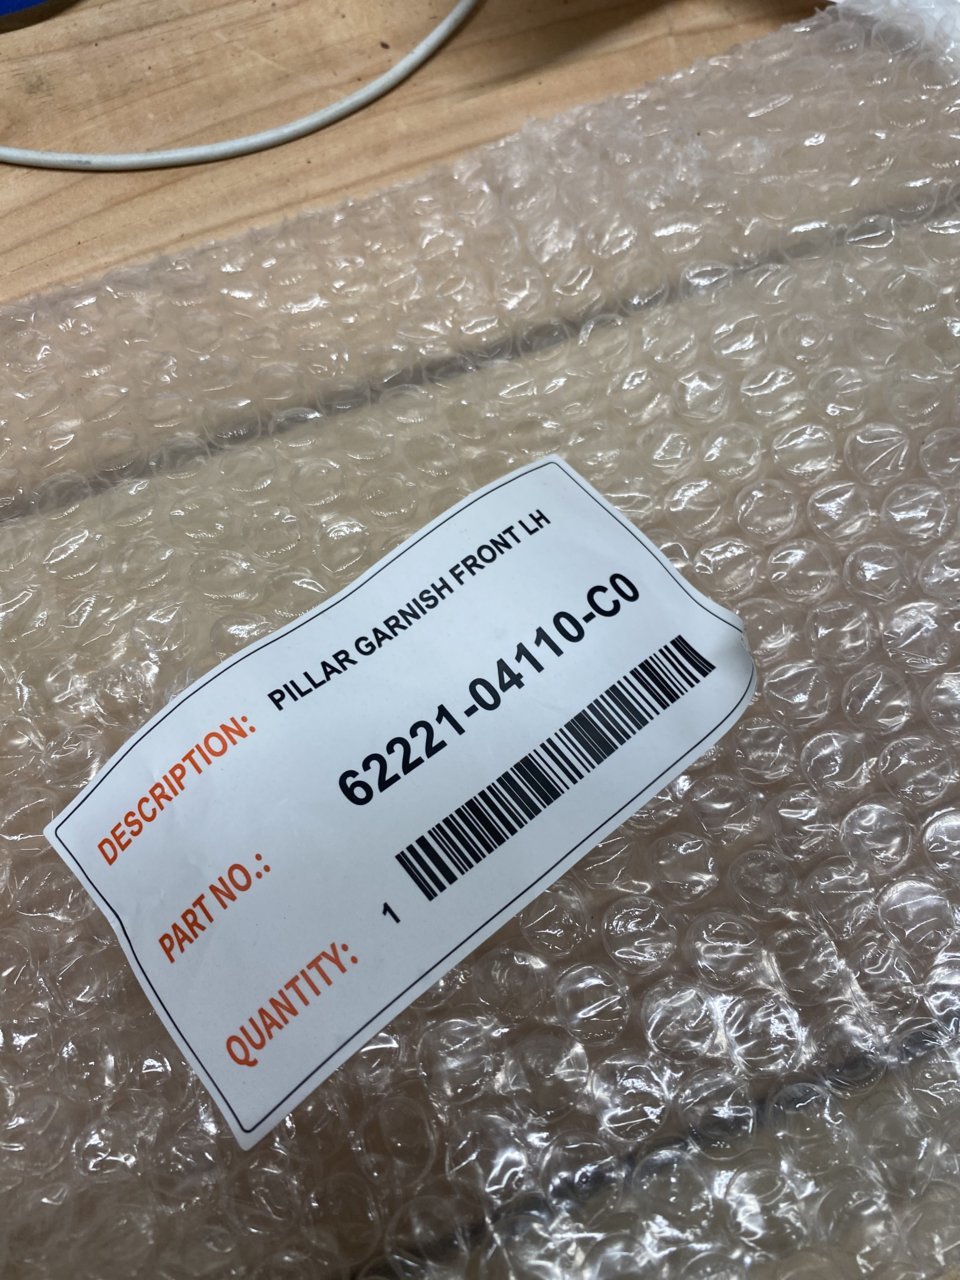 DESCRIPTION: PILLAR GARNISH FRONT LH
PART NO.: 62221-04110-C0
QUANTITY: 1